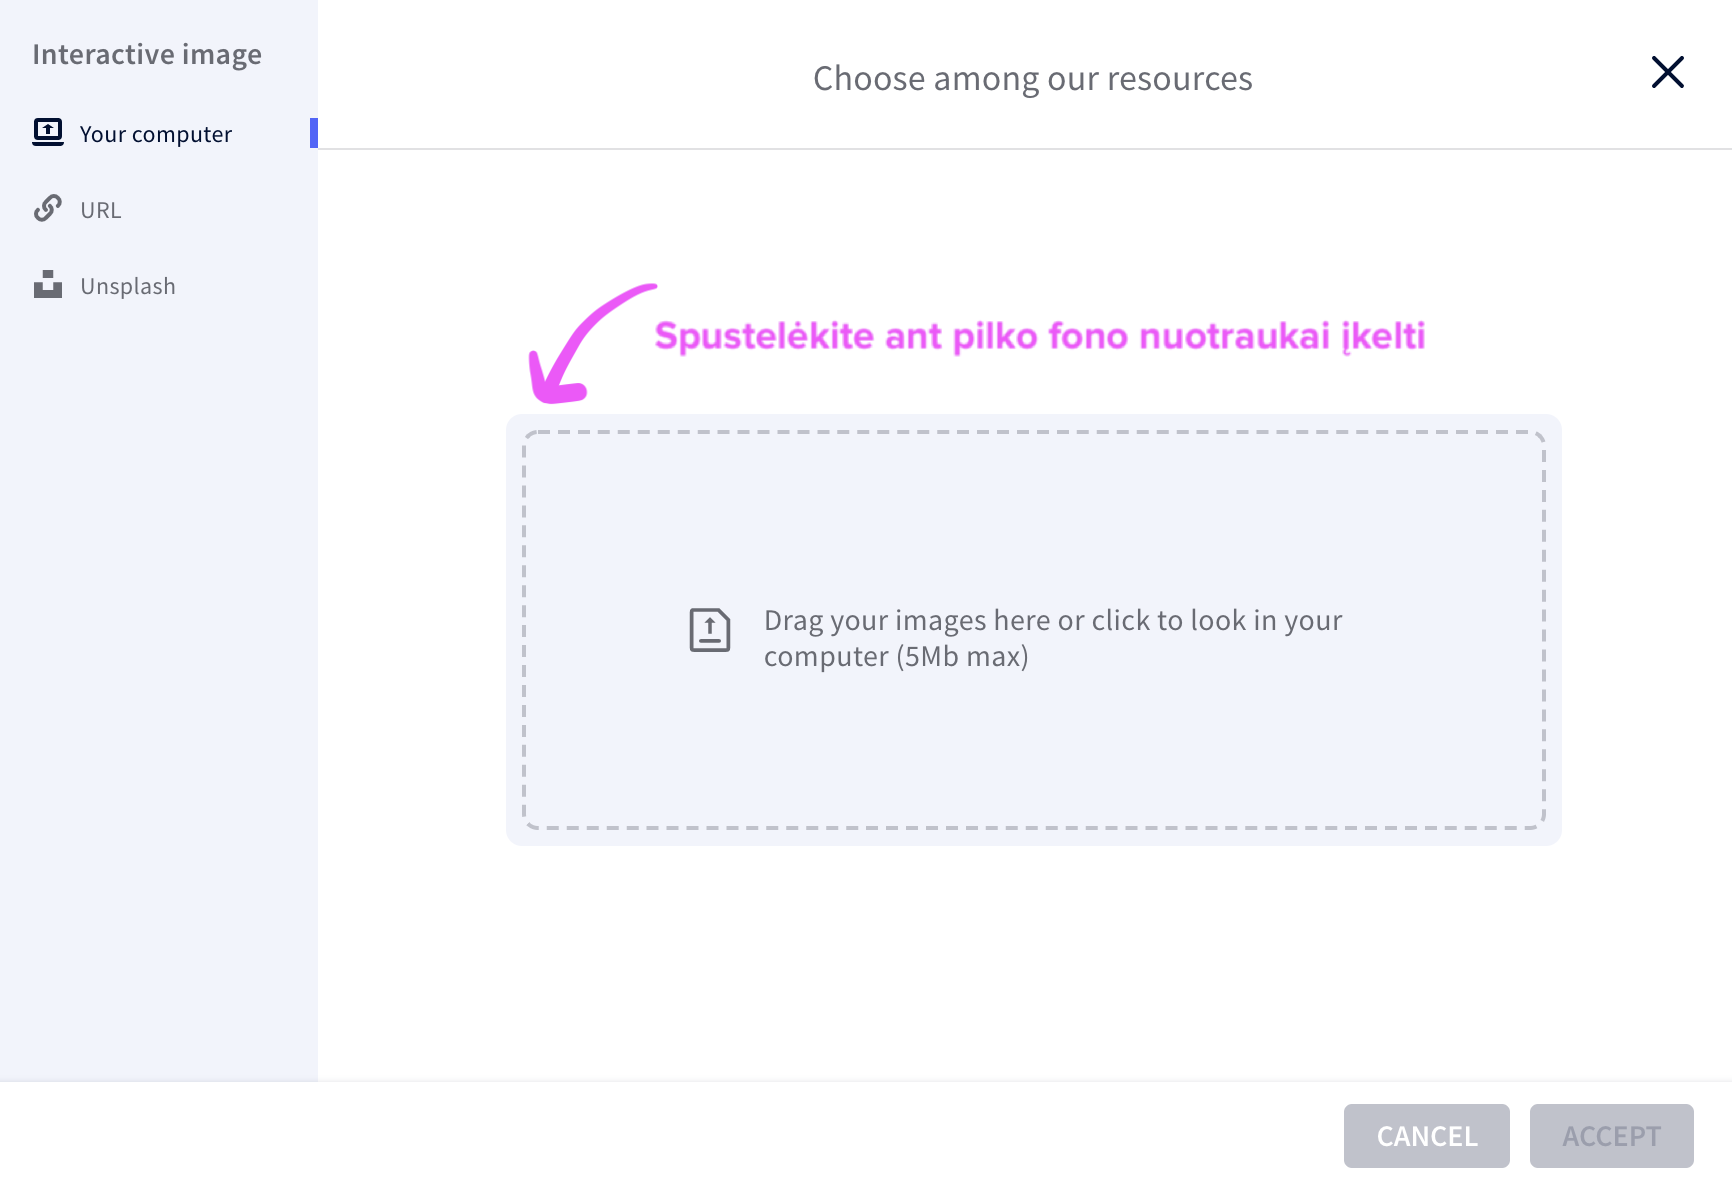 Interactive image
Your computer
URL
Unsplash
Choose among our resources
Spustelėkite ant pilko fono nuotraukai įkelti
Drag your images here or click to look in your
computer (5Mb max)
CANCEL
ACCEPT